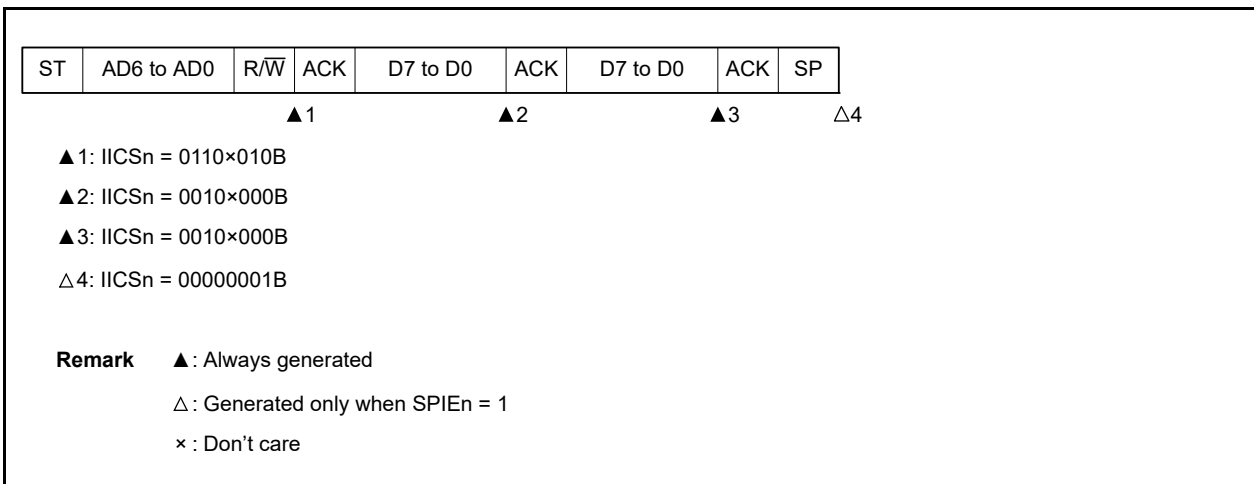 ST AD6 to AD0 R/W̅ ACK D7 to D0 ACK D7 to D0 ACK SP
▲1 ▲2 ▲3 △4
▲1: IICSn = 0110×010B
▲2: IICSn = 0010×000B
▲3: IICSn = 0010×000B
△4: IICSn = 00000001B
Remark ▲: Always generated
△: Generated only when SPIEn = 1
× : Don't care